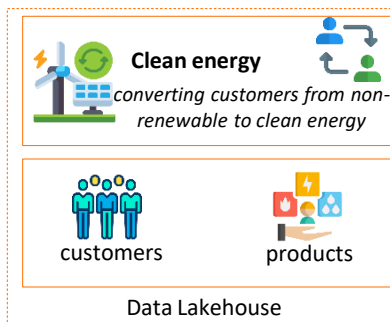 Clean energy
converting customers from non-
renewable to clean energy
customers
products
Data Lakehouse